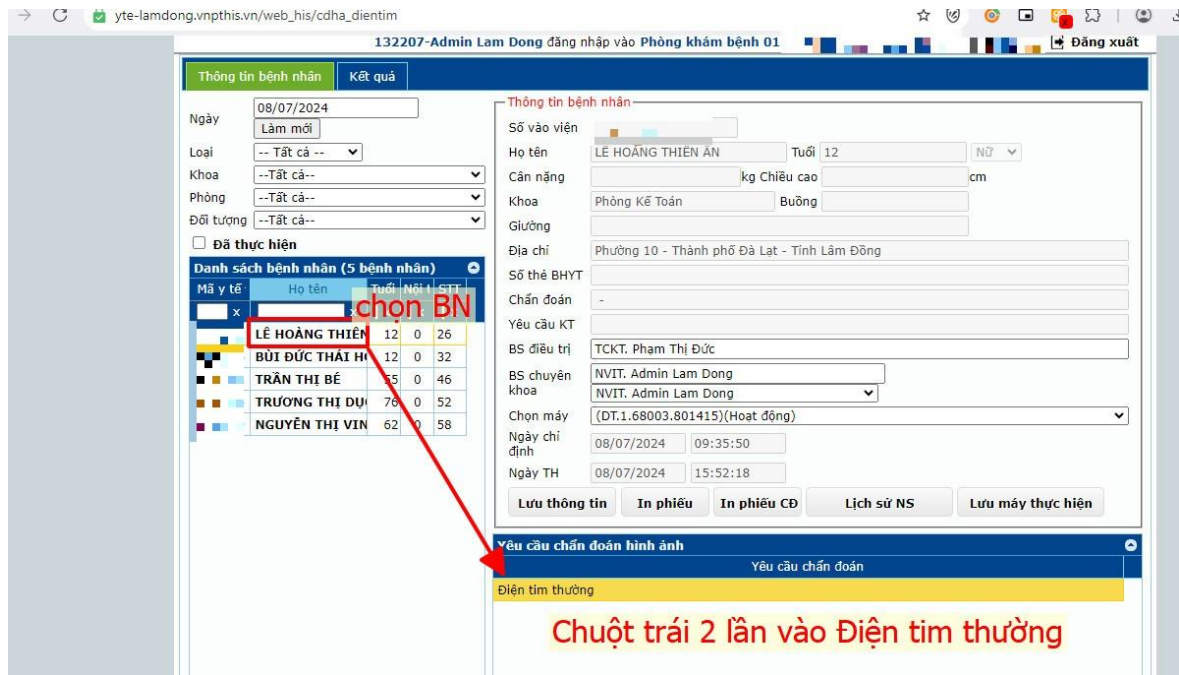 yte-lamdong.vnpthis.vn/web_his/cdha_dientim
132207-Admin Lam Dong đăng nhập vào Phòng khám bệnh 01
Đăng xuất
Thông tin bệnh nhân Kết quả
Ngày 08/07/2024
Làm mới
Loại -- Tất cả --
Khoa --Tất cả--
Phòng --Tất cả--
Đối tượng --Tất cả--
Đã thực hiện
Danh sách bệnh nhân (5 bệnh nhân)
Mã y tế Họ tên Tuổi Nội t STT
x x
chọn BN
LÊ HOÀNG THIÊN 12 0 26
BÙI ĐỨC THÁI H 12 0 32
TRẦN THỊ BÉ 55 0 46
TRƯƠNG THỊ DỤ 76 0 52
NGUYỄN THỊ VIN 62 0 58
Thông tin bệnh nhân
Số vào viện
Họ tên LÊ HOÀNG THIÊN ÂN Tuổi 12 Nữ
Cân nặng kg Chiều cao cm
Khoa Phòng Kế Toán Buồng
Giường
Địa chỉ Phường 10 - Thành phố Đà Lạt - Tỉnh Lâm Đồng
Số thẻ BHYT
Chẩn đoán -
Yêu cầu KT
BS điều trị TCKT. Phạm Thị Đức
BS chuyên khoa NVIT. Admin Lam Dong
NVIT. Admin Lam Dong
Chọn máy (DT.1.68003.801415)(Hoạt động)
Ngày chỉ định 08/07/2024 09:35:50
Ngày TH 08/07/2024 15:52:18
Lưu thông tin In phiếu In phiếu CĐ Lịch sử NS Lưu máy thực hiện
Yêu cầu chẩn đoán hình ảnh
Yêu cầu chẩn đoán
Điện tim thường
Chuột trái 2 lần vào Điện tim thường